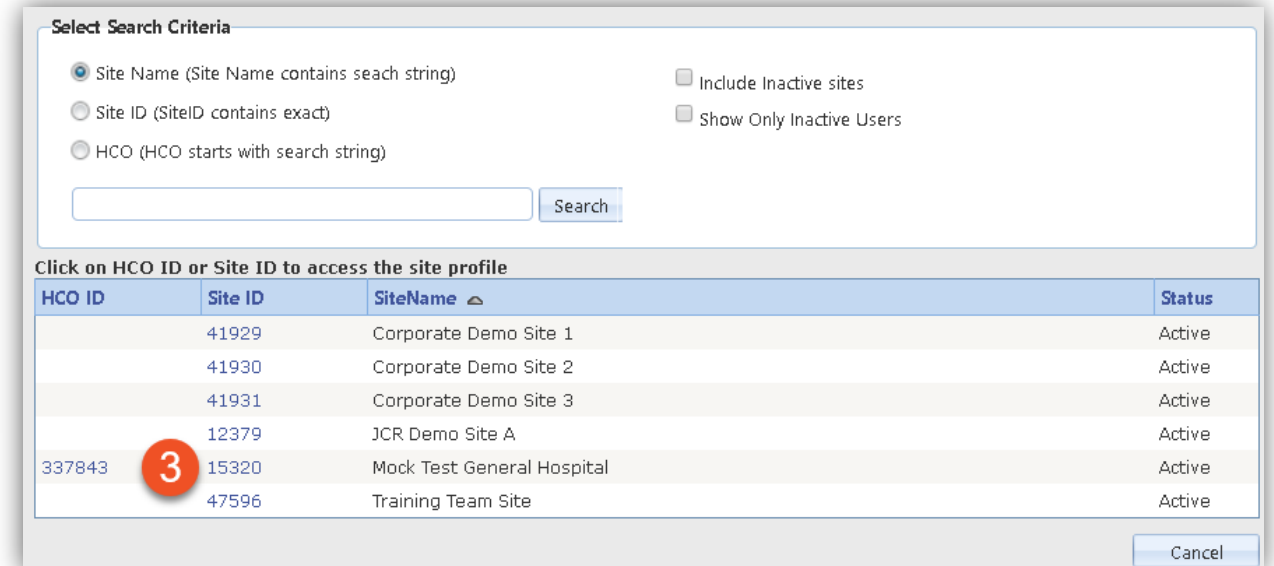 Select Search Criteria
Site Name (Site Name contains seach string)
Include Inactive sites
Site ID (SiteID contains exact)
Show Only Inactive Users
HCO (HCO starts with search string)
Search
Click on HCO ID or Site ID to access the site profile
HCO ID Site ID SiteName Status
41929 Corporate Demo Site 1 Active
41930 Corporate Demo Site 2 Active
41931 Corporate Demo Site 3 Active
12379 JCR Demo Site A Active
337843 3 15320 Mock Test General Hospital Active
47596 Training Team Site Active
Cancel